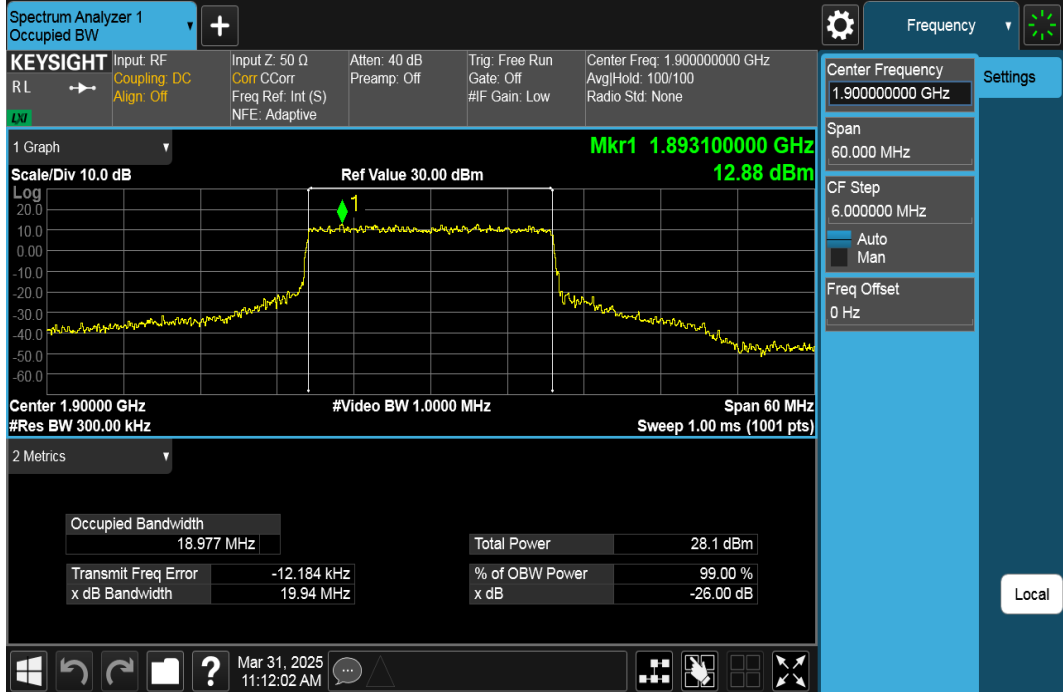 Spectrum Analyzer 1
Occupied BW
+
Frequency
KEYSIGHT
RL
LXI
Input: RF
Coupling: DC
Align: Off
Input Z: 50 Ω
Corr CCorr
Freq Ref: Int (S)
NFE: Adaptive
Atten: 40 dB
Preamp: Off
Trig: Free Run
Gate: Off
#IF Gain: Low
Center Freq: 1.900000000 GHz
Avg|Hold: 100/100
Radio Std: None
Center Frequency
1.900000000 GHz
Settings
Span
60.000 MHz
CF Step
6.000000 MHz
Auto
Man
Freq Offset
0 Hz
Local
1 Graph
Mkr1 1.893100000 GHz
12.88 dBm
Scale/Div 10.0 dB
Ref Value 30.00 dBm
Log
20.0
10.0
0.00
-10.0
-20.0
-30.0
-40.0
-50.0
-60.0
1
Center 1.90000 GHz
#Video BW 1.0000 MHz
Span 60 MHz
#Res BW 300.00 kHz
Sweep 1.00 ms (1001 pts)
2 Metrics
Occupied Bandwidth
18.977 MHz
Total Power 28.1 dBm
Transmit Freq Error -12.184 kHz
% of OBW Power 99.00 %
x dB Bandwidth 19.94 MHz
x dB -26.00 dB
?
Mar 31, 2025
11:12:02 AM